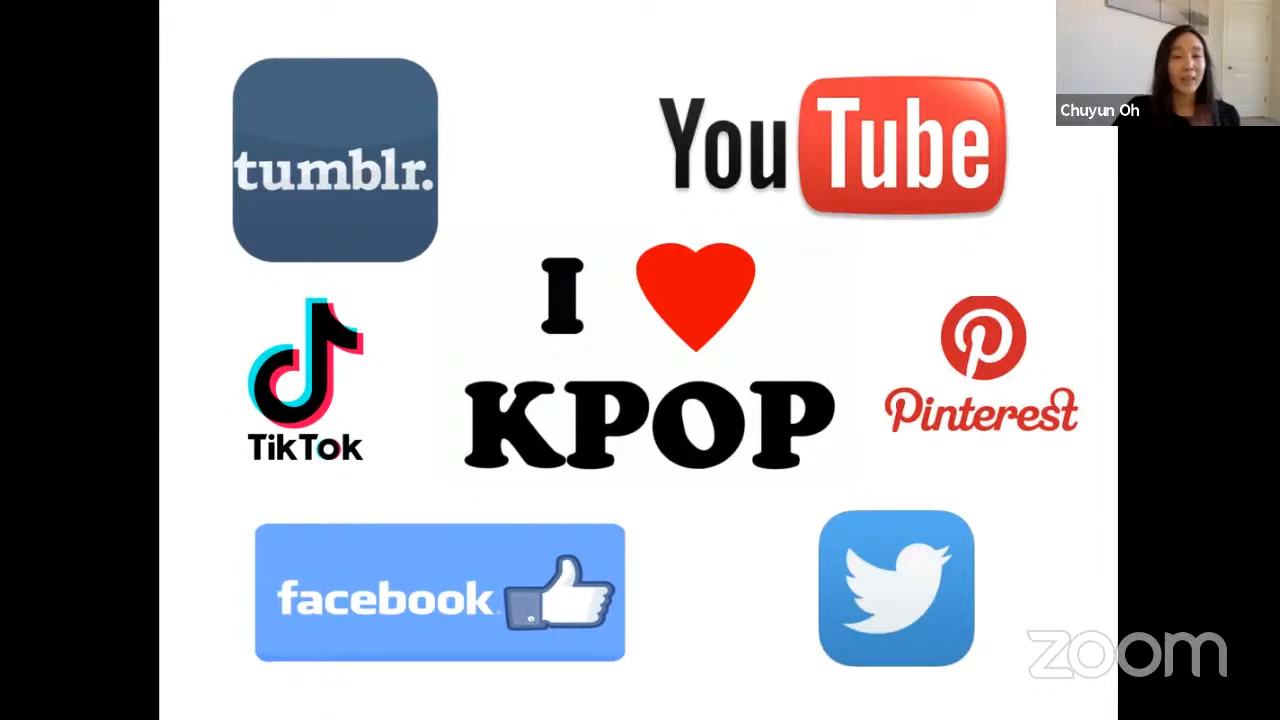 tumblr.
YouTube
Chuyun Oh
I
KPOP
TikTok
Pinterest
facebook
zoom